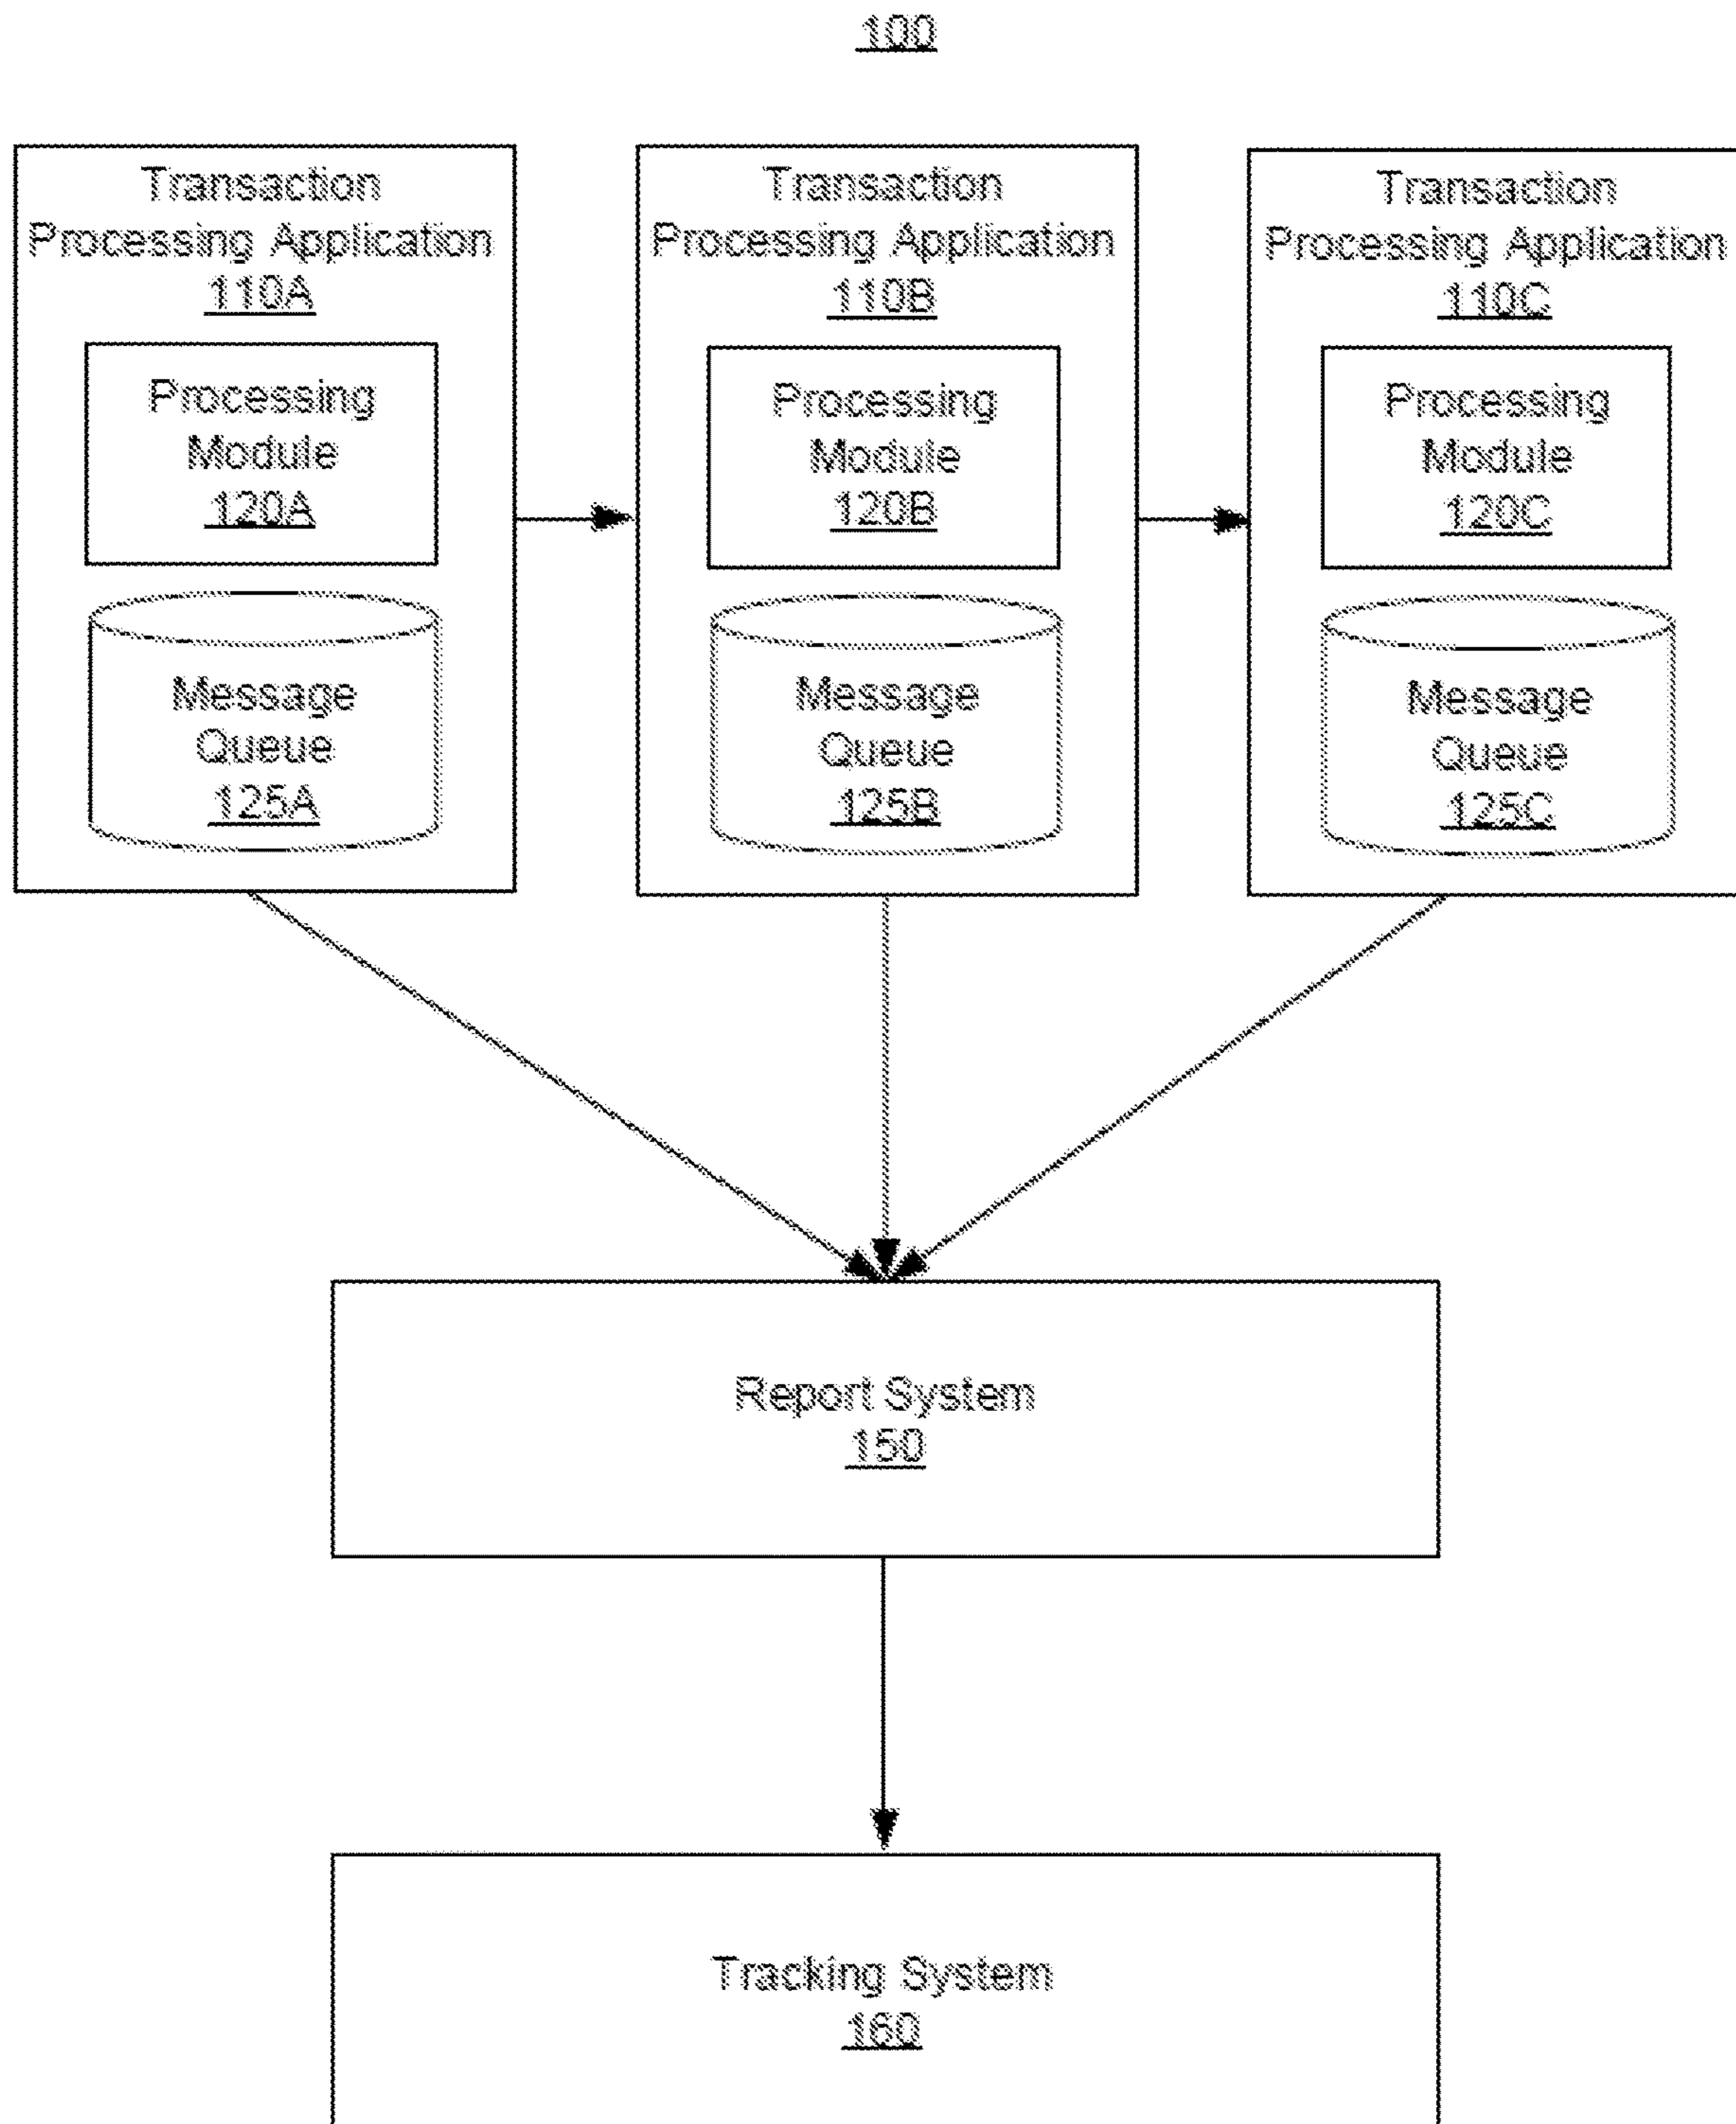 100
Transaction
Processing Application
110A
Processing
Module
120A
Message
Queue
125A
Transaction
Processing Application
110B
Processing
Module
120B
Message
Queue
125B
Transaction
Processing Application
110C
Processing
Module
120C
Message
Queue
125C
Report System
150
Tracking System
160